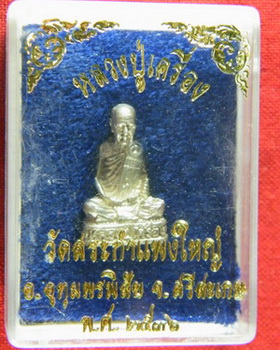 หลวงปู่เครื่อง
วัดสระกำแพงใหญ่
อ.อุทุมพรพิสัย จ.ศรีสะเกษ
พ.ศ. ๒๕๓๖